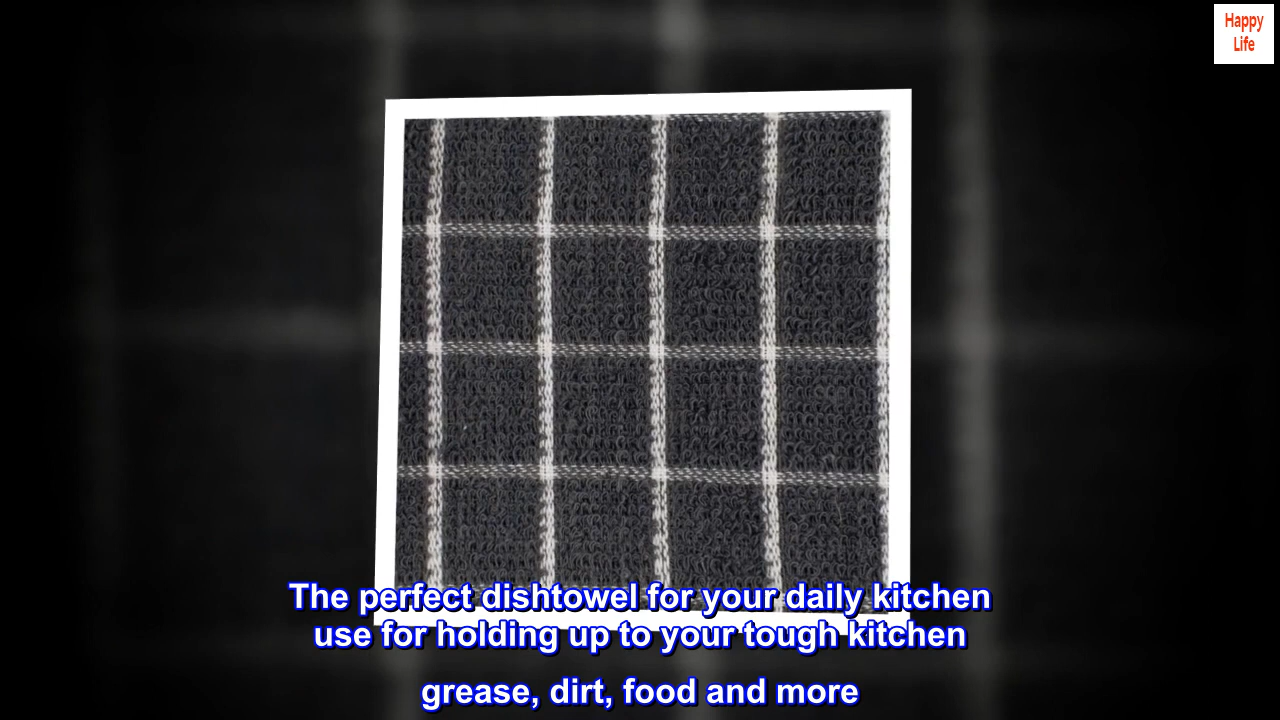 Happy
Life
The perfect dishtowel for your daily kitchen
use for holding up to your tough kitchen
grease, dirt, food and more